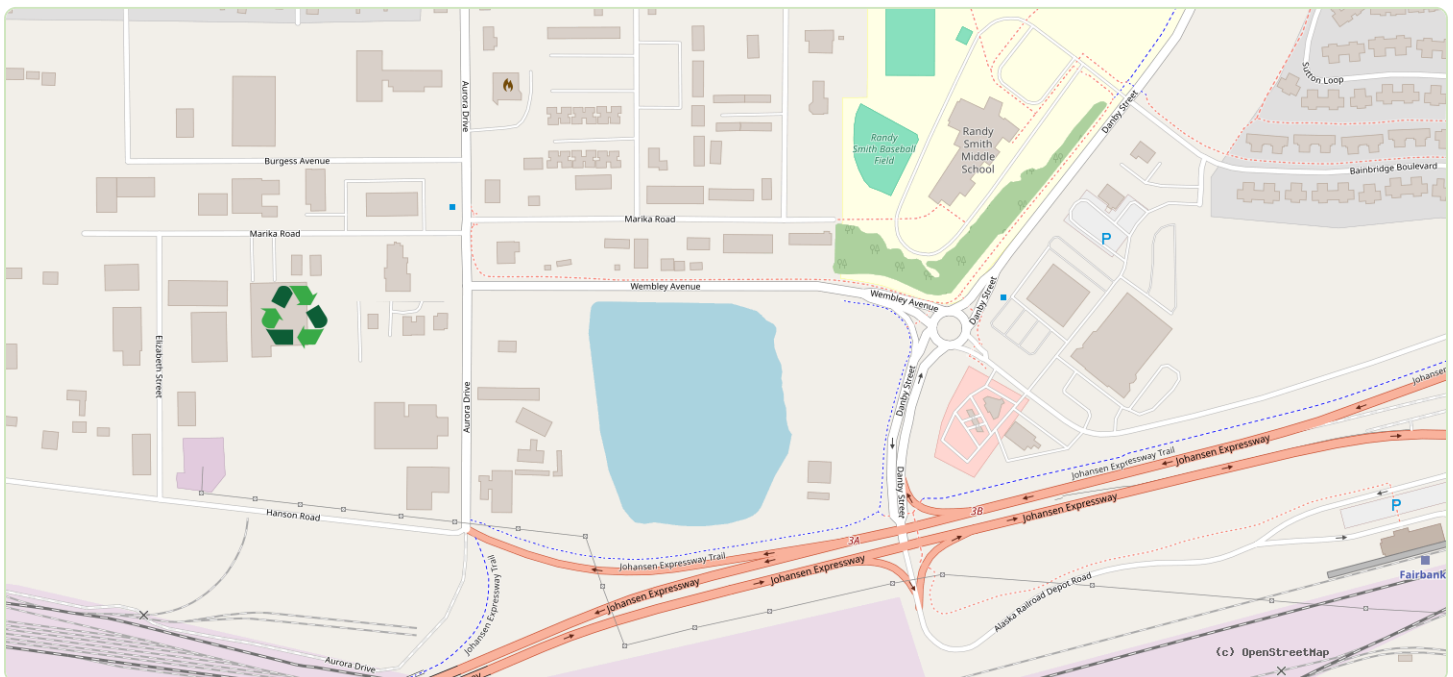 Sutton Loop
Aurora Drive
Danby Street
Randy
Smith Baseball
Field
Randy
Smith
Middle
School
Burgess Avenue
Bainbridge Boulevard
Marika Road
Marika Road
P
Wembley Avenue
Wembley Avenue
Danby Street
Elizabeth Street
Aurora Drive
Danby Street
Johansen
Johansen Expressway
Johansen Expressway Trail
Danby Street
Johansen Expressway
3B
P
Hanson Road
3A
Johansen Expressway Trail
Johansen Expressway
Johansen Expressway
Johansen Expressway Trail
Fairbank
Alaska Railroad Depot Road
Aurora Drive
(c) OpenStreetMap